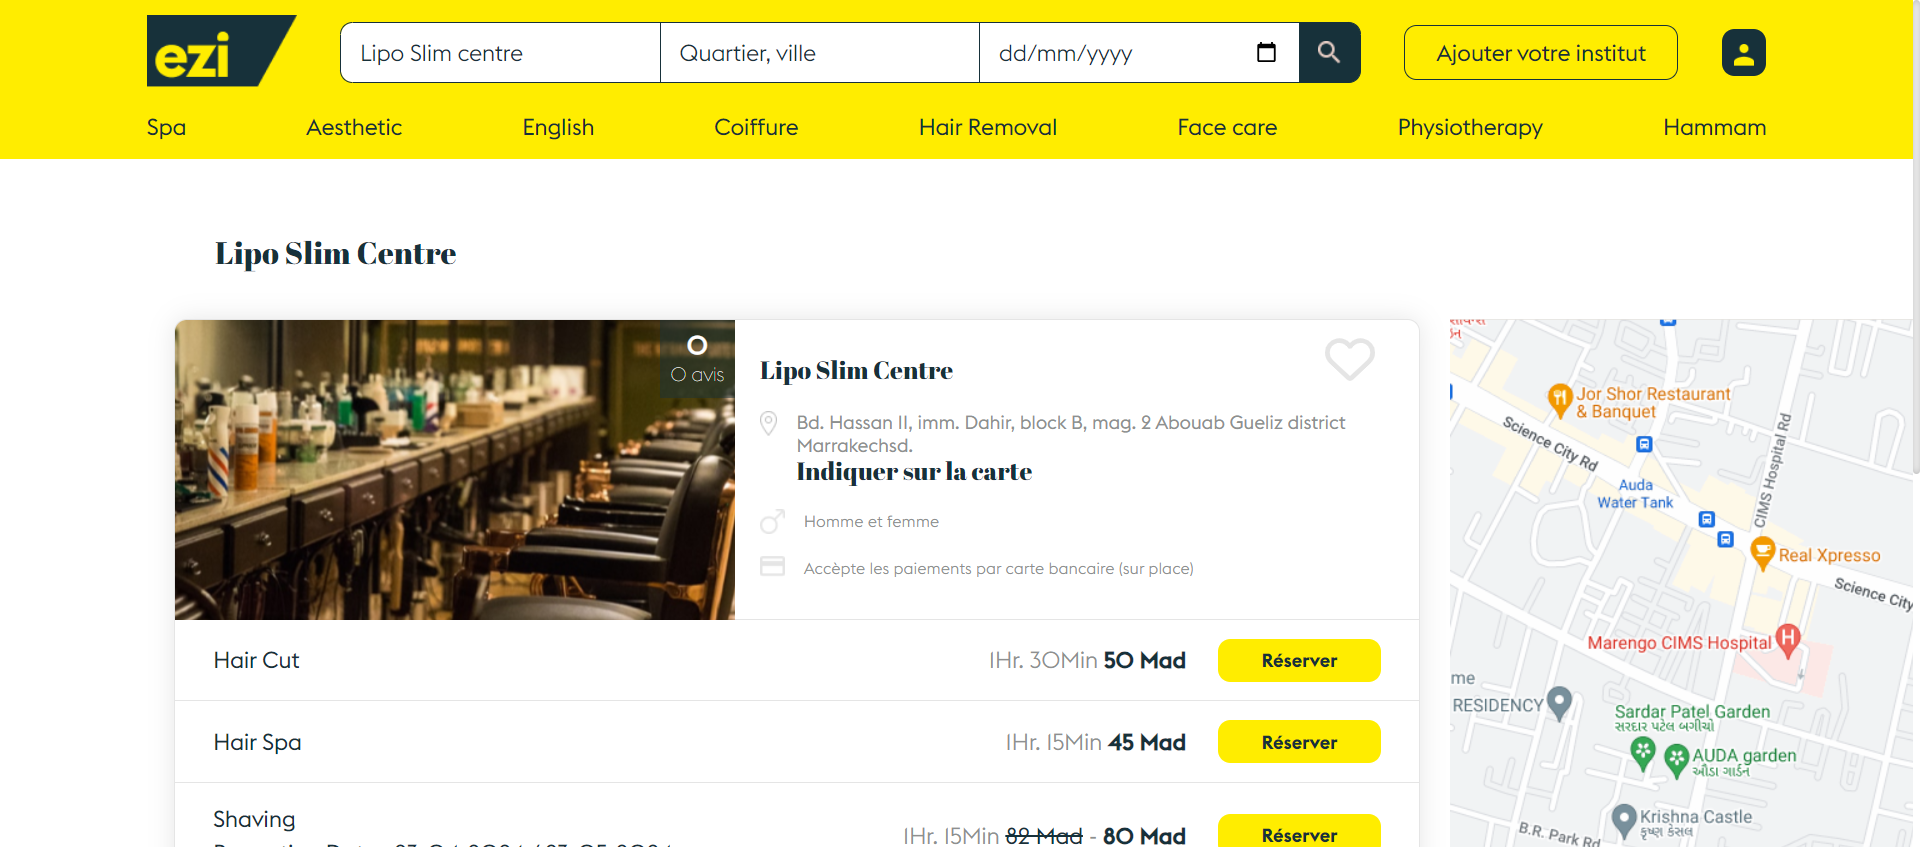 ezi
Lipo Slim centre
Quartier, ville
dd/mm/yyyy
Ajouter votre institut
Spa
Aesthetic
English
Coiffure
Hair Removal
Face care
Physiotherapy
Hammam
Lipo Slim Centre
0
0 avis
Lipo Slim Centre
Bd. Hassan II, imm. Dahir, block B, mag. 2 Abouab Gueliz district
Marrakechsd.
Indiquer sur la carte
Homme et femme
Accèpte les paiements par carte bancaire (sur place)
Hair Cut
1Hr. 30Min 50 Mad
Réserver
Hair Spa
1Hr. 15Min 45 Mad
Réserver
Shaving
1Hr. 15Min 82 Mad - 80 Mad
Réserver
Jor Shor Restaurant
& Banquet
Science City Rd
CIMS Hospital Rd
Auda
Water Tank
Real Xpresso
Science City
Marengo CIMS Hospital
me
RESIDENCY
Sardar Patel Garden
સરદાર પટેલ બગીચો
AUDA garden
ઔડા ગાર્ડન
Krishna Castle
કૃષ્ણ કેસલ
B.R. Park Rd